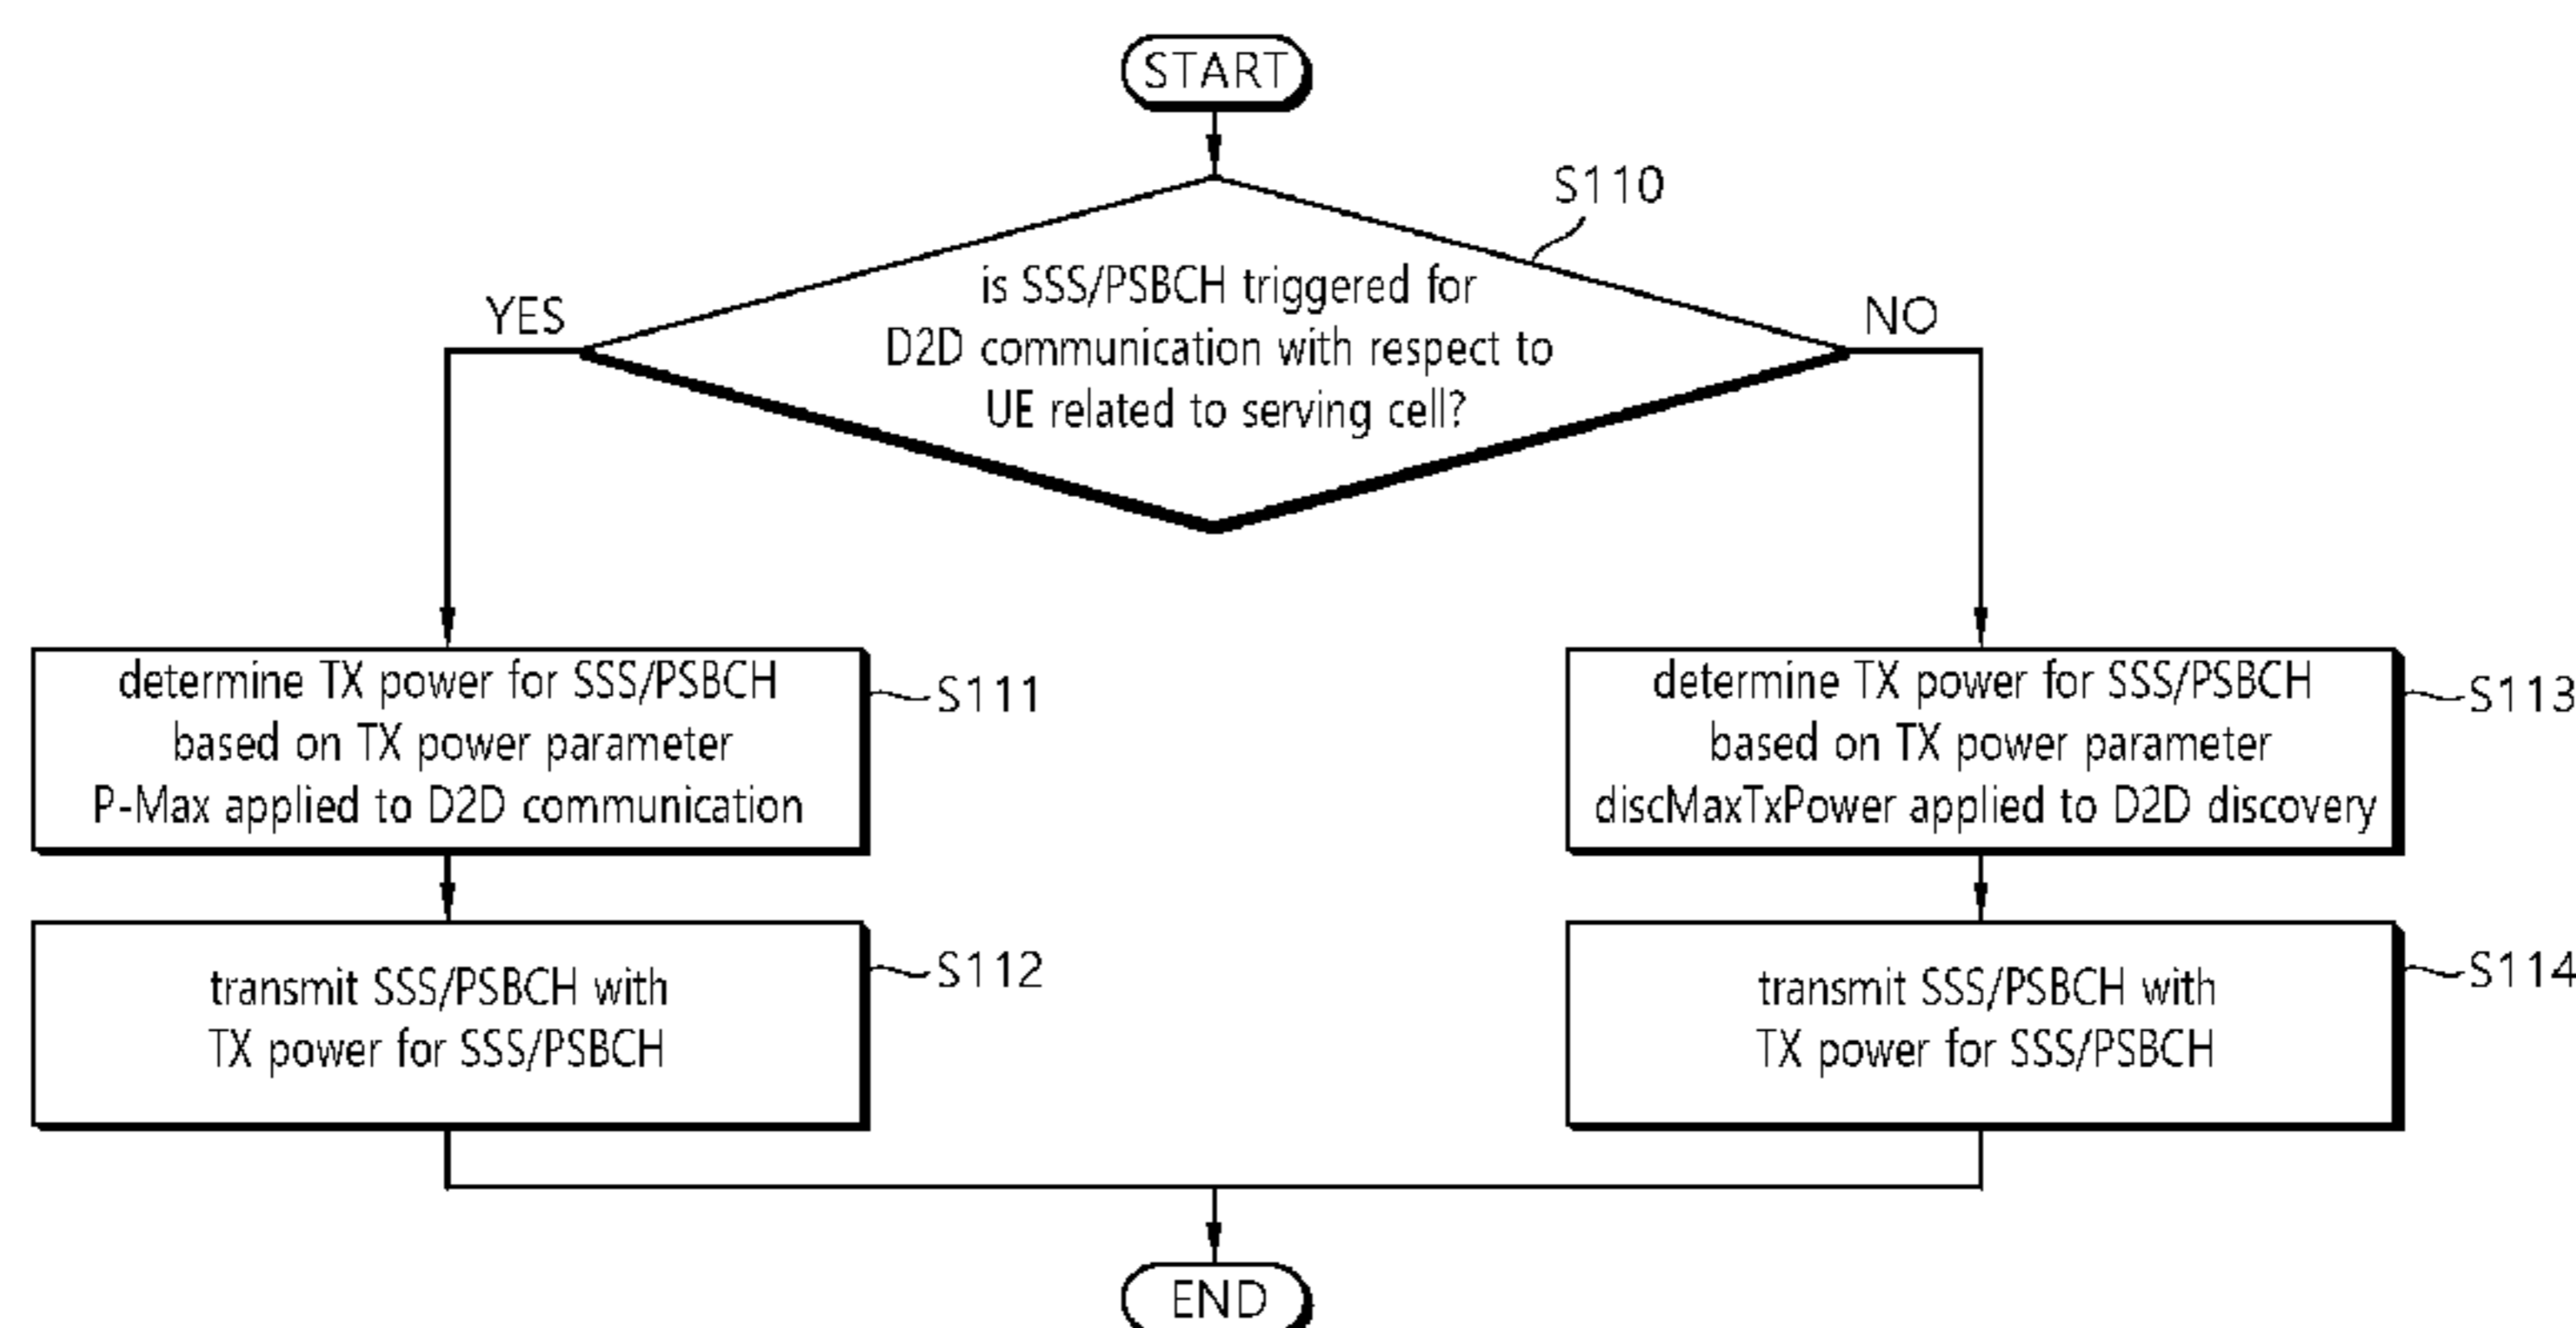 START
S110
is SSS/PSBCH triggered for
D2D communication with respect to
UE related to serving cell?
YES
NO
determine TX power for SSS/PSBCH
based on TX power parameter
P-Max applied to D2D communication
S111
determine TX power for SSS/PSBCH
based on TX power parameter
discMaxTxPower applied to D2D discovery
S113
transmit SSS/PSBCH with
TX power for SSS/PSBCH
S112
transmit SSS/PSBCH with
TX power for SSS/PSBCH
S114
END